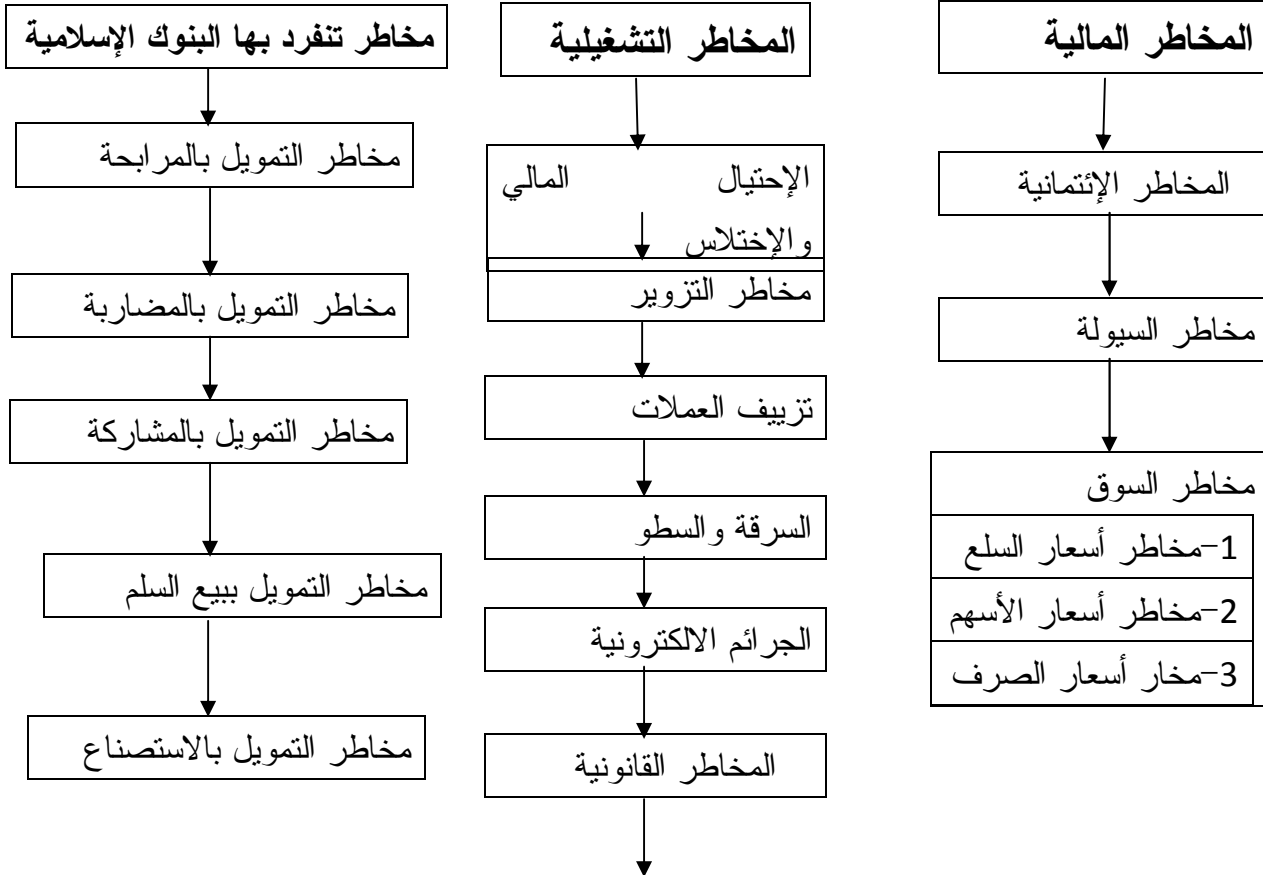 المخاطر المالية
المخاطر الإئتمانية
مخاطر السيولة
مخاطر السوق
1-مخاطر أسعار السلع
2-مخاطر أسعار الأسهم
3-مخار أسعار الصرف
المخاطر التشغيلية
الإحتيال المالي
والإختلاس
مخاطر التزوير
تزييف العملات
السرقة والسطو
الجرائم الالكترونية
المخاطر القانونية
مخاطر تنفرد بها البنوك الإسلامية
مخاطر التمويل بالمرابحة
مخاطر التمويل بالمضاربة
مخاطر التمويل بالمشاركة
مخاطر التمويل ببيع السلم
مخاطر التمويل بالاستصناع